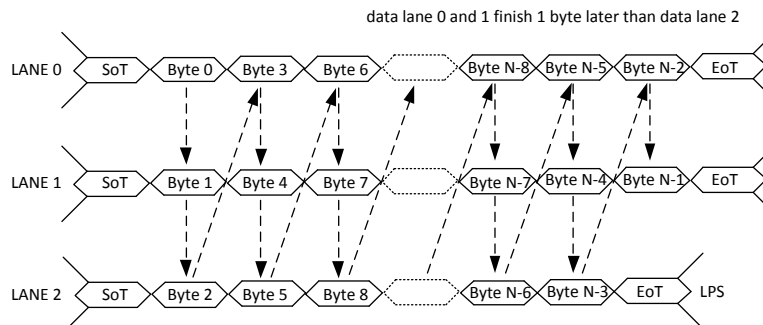 data lane 0 and 1 finish 1 byte later than data lane 2
LANE 0 SoT Byte 0 Byte 3 Byte 6 Byte N-8 Byte N-5 Byte N-2 EoT
LANE 1 SoT Byte 1 Byte 4 Byte 7 Byte N-7 Byte N-4 Byte N-1 EoT
LANE 2 SoT Byte 2 Byte 5 Byte 8 Byte N-6 Byte N-3 EoT LPS